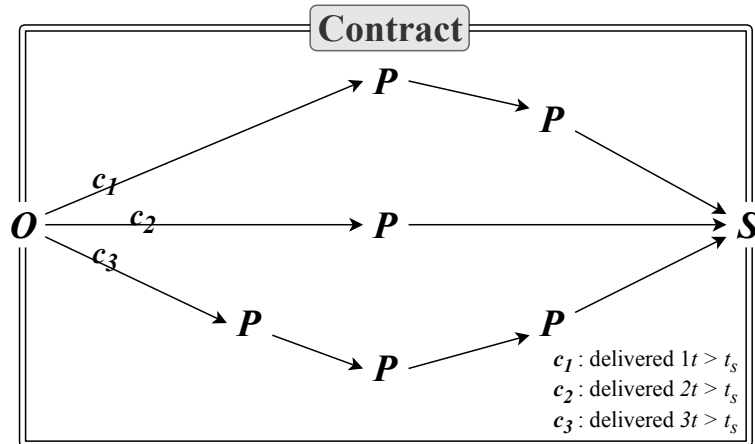 Contract
P
P
c1
O c2 P S
c3
P P
P
c1 : delivered 1t > ts
c2 : delivered 2t > ts
c3 : delivered 3t > ts